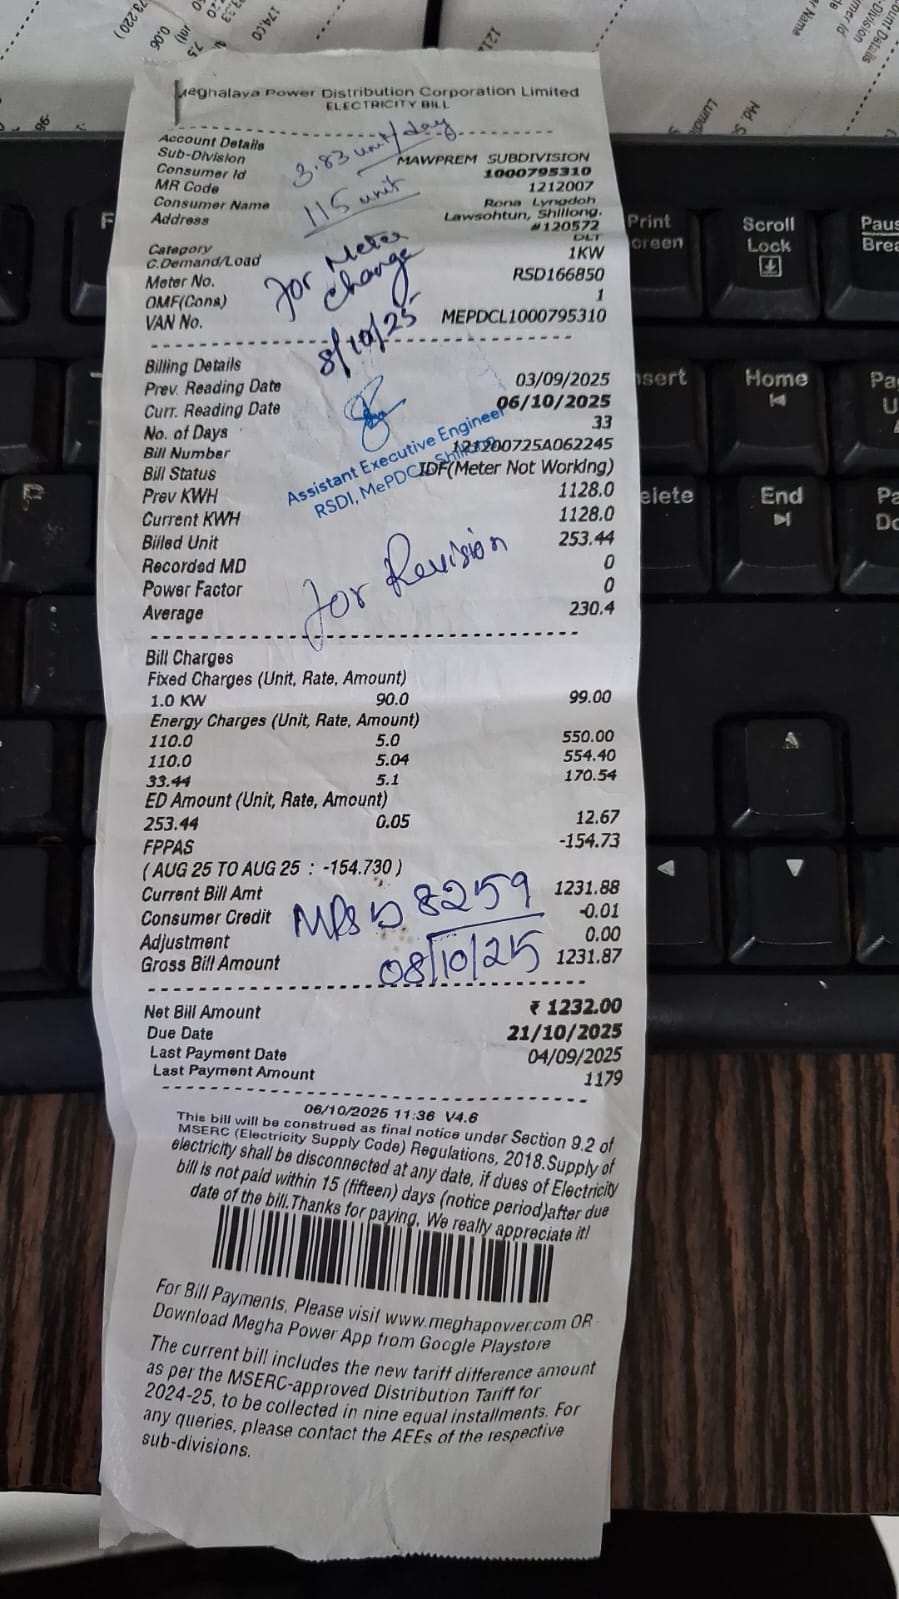 Meghalaya Power Distribution Corporation Limited
ELECTRICITY BILL
Account Details
3.83 unit/day
Sub-Division MAWPREM SUBDIVISION
Consumer Id 1000795310
MR Code 1212007
115 unit
Consumer Name Rona Lyngdoh
Address Lawsohtun, Shillong.
#120572
Category DLT
C.Demand/Load 1KW
for Meter
change
Meter No. RSD166850
OMF(Cons) 1
VAN No. MEPDCL1000795310
8/10/25
Billing Details
Prev. Reading Date 03/09/2025
Curr. Reading Date 06/10/2025
No. of Days 33
Bill Number 121200725A062245
Assistant Executive Engineer
RSDI, MePDCL, Shillong
Bill Status IDF(Meter Not Working)
Prev KWH 1128.0
Current KWH 1128.0
Billed Unit 253.44
for Revision
Recorded MD 0
Power Factor 0
Average 230.4
Bill Charges
Fixed Charges (Unit, Rate, Amount)
1.0 KW 90.0 99.00
Energy Charges (Unit, Rate, Amount)
110.0 5.0 550.00
110.0 5.04 554.40
33.44 5.1 170.54
ED Amount (Unit, Rate, Amount)
253.44 0.05 12.67
FPPAS -154.73
( AUG 25 TO AUG 25 : -154.730 )
Current Bill Amt 1231.88
8259
Consumer Credit -0.01
Adjustment 0.00
08/10/25
Gross Bill Amount 1231.87
Net Bill Amount ₹ 1232.00
Due Date 21/10/2025
Last Payment Date 04/09/2025
Last Payment Amount 1179
06/10/2025 11:36 V4.6
This bill will be construed as final notice under Section 9.2 of
MSERC (Electricity Supply Code) Regulations, 2018.Supply of
electricity shall be disconnected at any date, if dues of Electricity
bill is not paid within 15 (fifteen) days (notice period)after due
date of the bill.Thanks for paying, We really appreciate it!
For Bill Payments, Please visit www.meghapower.com OR
Download Megha Power App from Google Playstore
The current bill includes the new tariff difference amount
as per the MSERC-approved Distribution Tariff for
2024-25, to be collected in nine equal installments. For
any queries, please contact the AEEs of the respective
sub-divisions.
Print
Scroll
Lock
Home
End